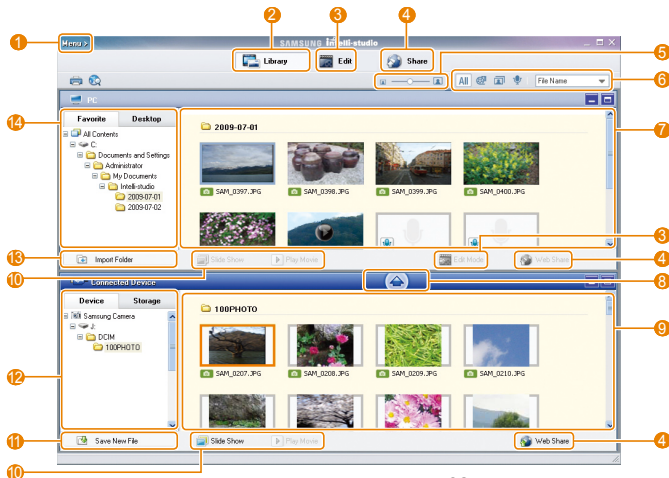 2
3
4
1
Menu >
SAMSUNG Intelli-studio
Library
Edit
Share
5
All
File Name
6
PC
14
Favorite
Desktop
All Contents
C:
Documents and Settings
Administrator
My Documents
Intelli-studio
2009-07-01
2009-07-02
2009-07-01
7
SAM_0397.JPG
SAM_0398.JPG
SAM_0399.JPG
SAM_0400.JPG
13
Import Folder
10
Slide Show
Play Movie
Edit Mode
Web Share
3
4
Connected Device
8
Device
Storage
Samsung Camera
J:
DCIM
100PHOTO
12
100PHOTO
9
SAM_0207.JPG
SAM_0208.JPG
SAM_0209.JPG
SAM_0210.JPG
11
Save New File
Slide Show
Play Movie
Web Share
4
10